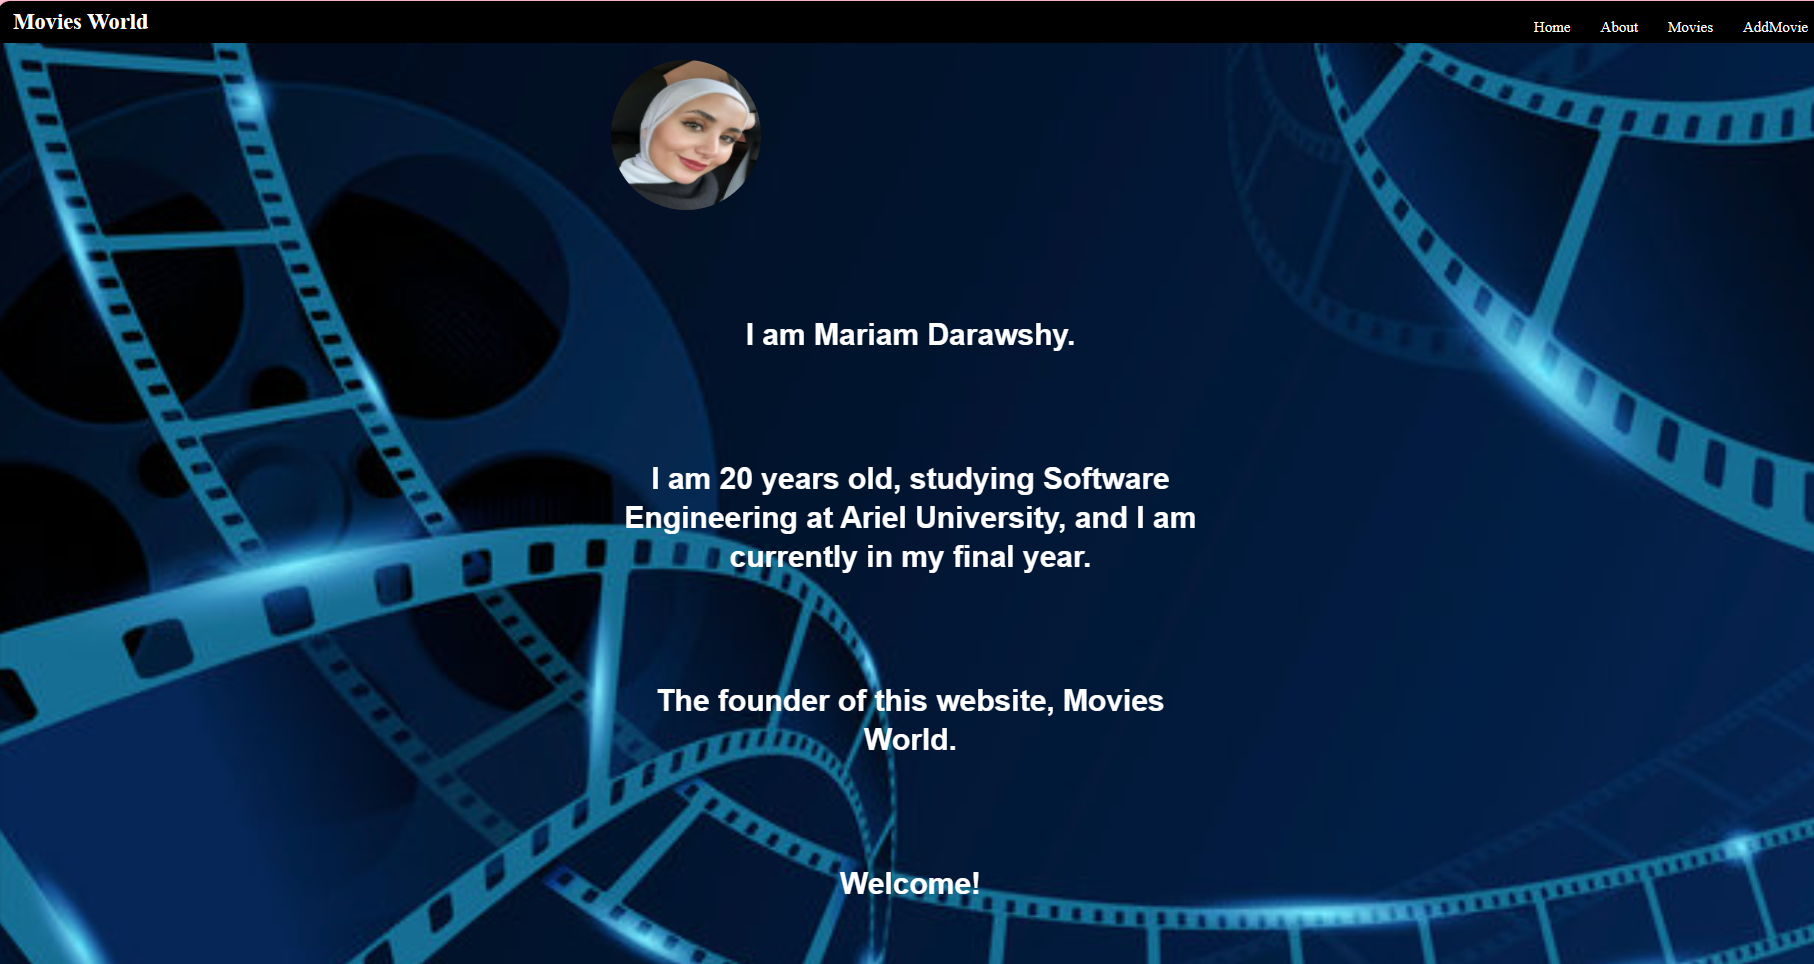 Movies World
Home About Movies AddMovie
I am Mariam Darawshy.
I am 20 years old, studying Software
Engineering at Ariel University, and I am
currently in my final year.
The founder of this website, Movies
World.
Welcome!